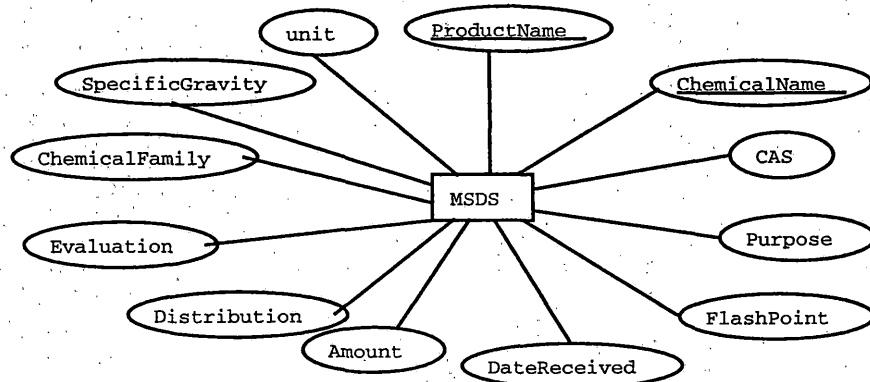 unit
ProductName
SpecificGravity
ChemicalName
ChemicalFamily
CAS
MSDS
Evaluation
Purpose
Distribution
FlashPoint
Amount
DateReceived